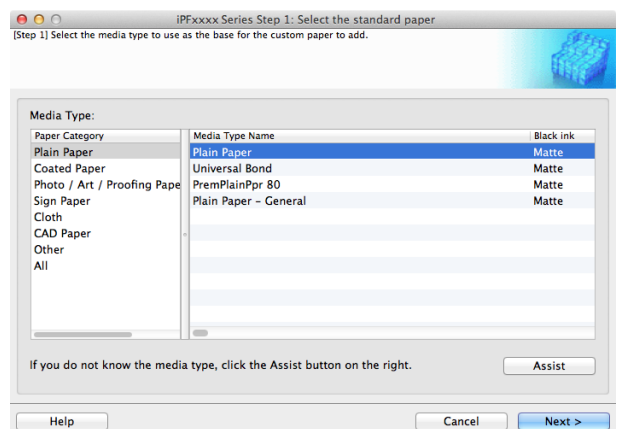 iPFxxxx Series Step 1: Select the standard paper
[Step 1] Select the media type to use as the base for the custom paper to add.
Media Type:
Paper Category Media Type Name Black ink
Plain Paper Plain Paper Matte
Coated Paper Universal Bond Matte
Photo / Art / Proofing Pape PremPlainPpr 80 Matte
Sign Paper Plain Paper – General Matte
Cloth
CAD Paper
Other
All
If you do not know the media type, click the Assist button on the right. Assist
Help Cancel Next >